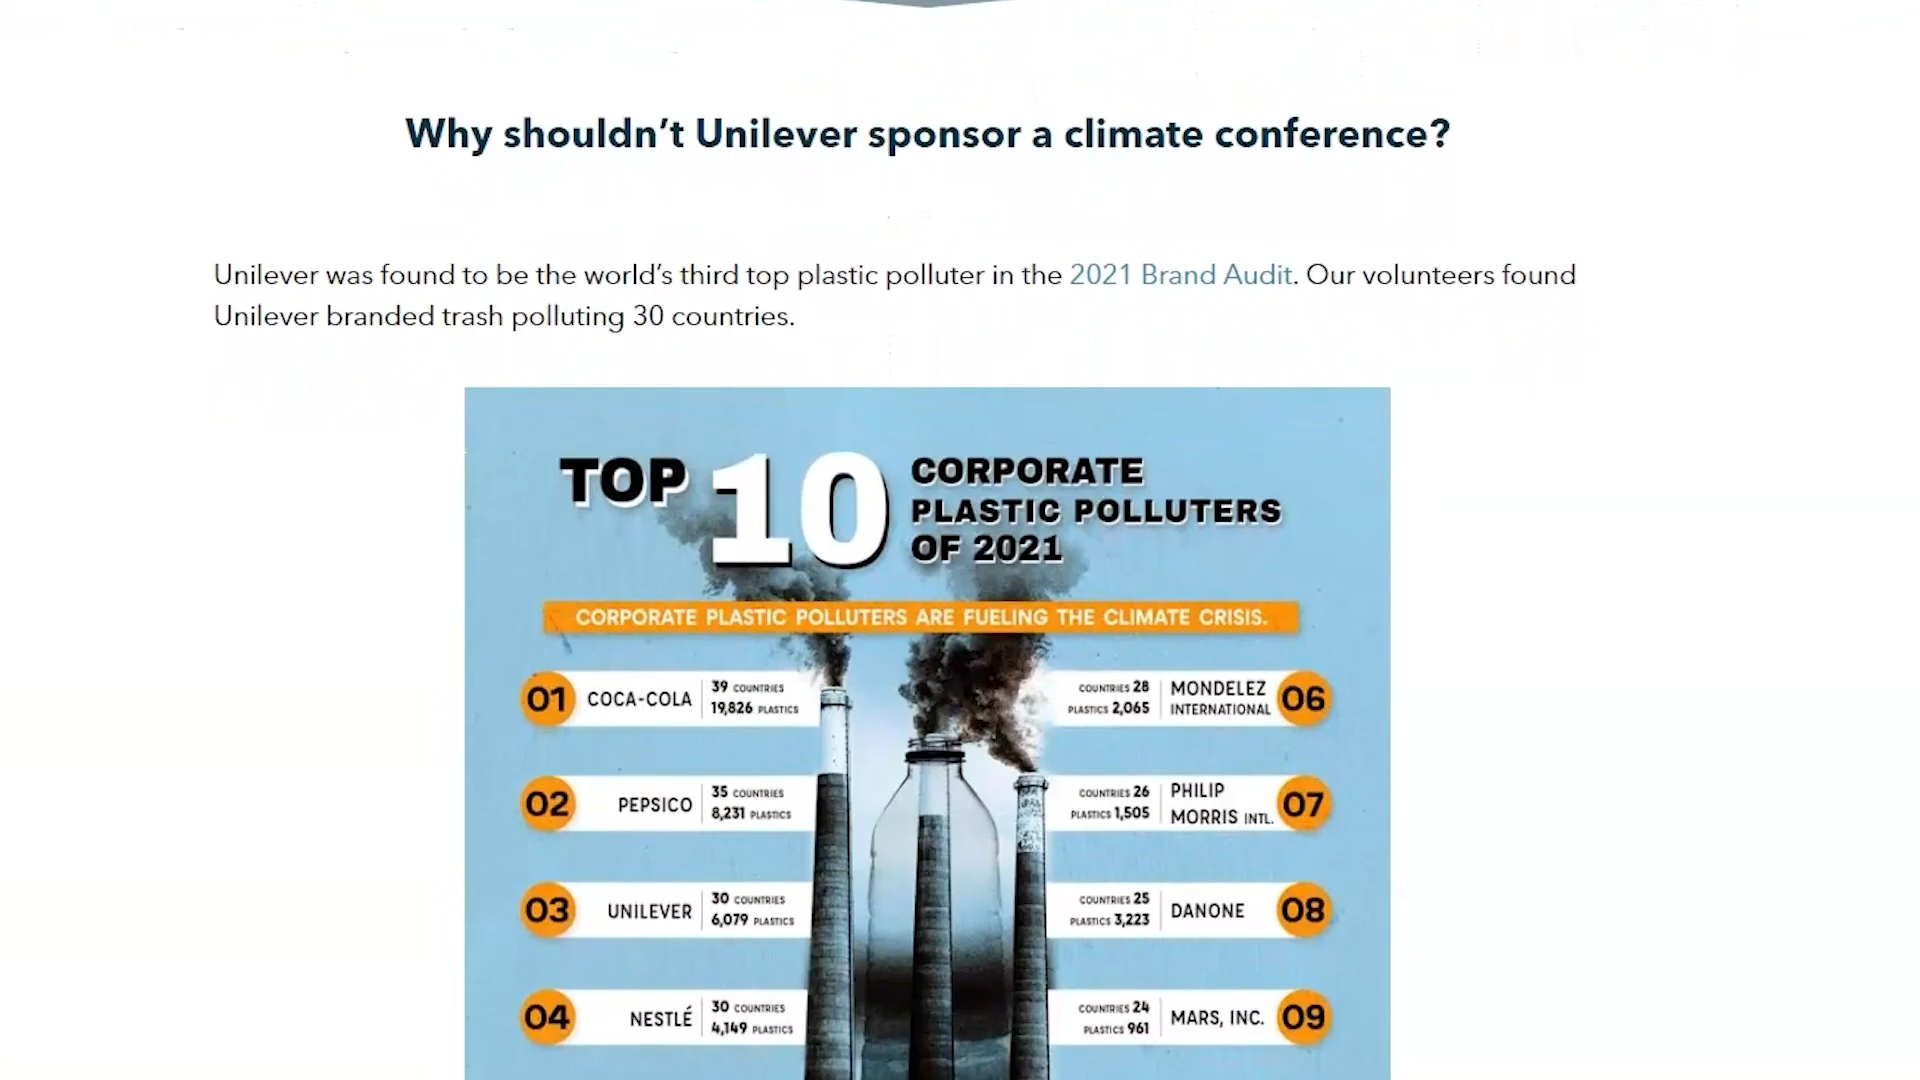 Why shouldn't Unilever sponsor a climate conference?
Unilever was found to be the world's third top plastic polluter in the 2021 Brand Audit. Our volunteers found
Unilever branded trash polluting 30 countries.
TOP 10 CORPORATE
PLASTIC POLLUTERS
OF 2021
CORPORATE PLASTIC POLLUTERS ARE FUELING THE CLIMATE CRISIS.
01 COCA-COLA 39 COUNTRIES
19,826 PLASTICS
02 PEPSICO 35 COUNTRIES
8,231 PLASTICS
03 UNILEVER 30 COUNTRIES
6,079 PLASTICS
04 NESTLÉ 30 COUNTRIES
4,149 PLASTICS
COUNTRIES 28 MONDELEZ 06
PLASTICS 2,065 INTERNATIONAL
COUNTRIES 26 PHILIP 07
PLASTICS 1,505 MORRIS INTL.
COUNTRIES 25 DANONE 08
PLASTICS 3,223
COUNTRIES 24 MARS, INC. 09
PLASTICS 961